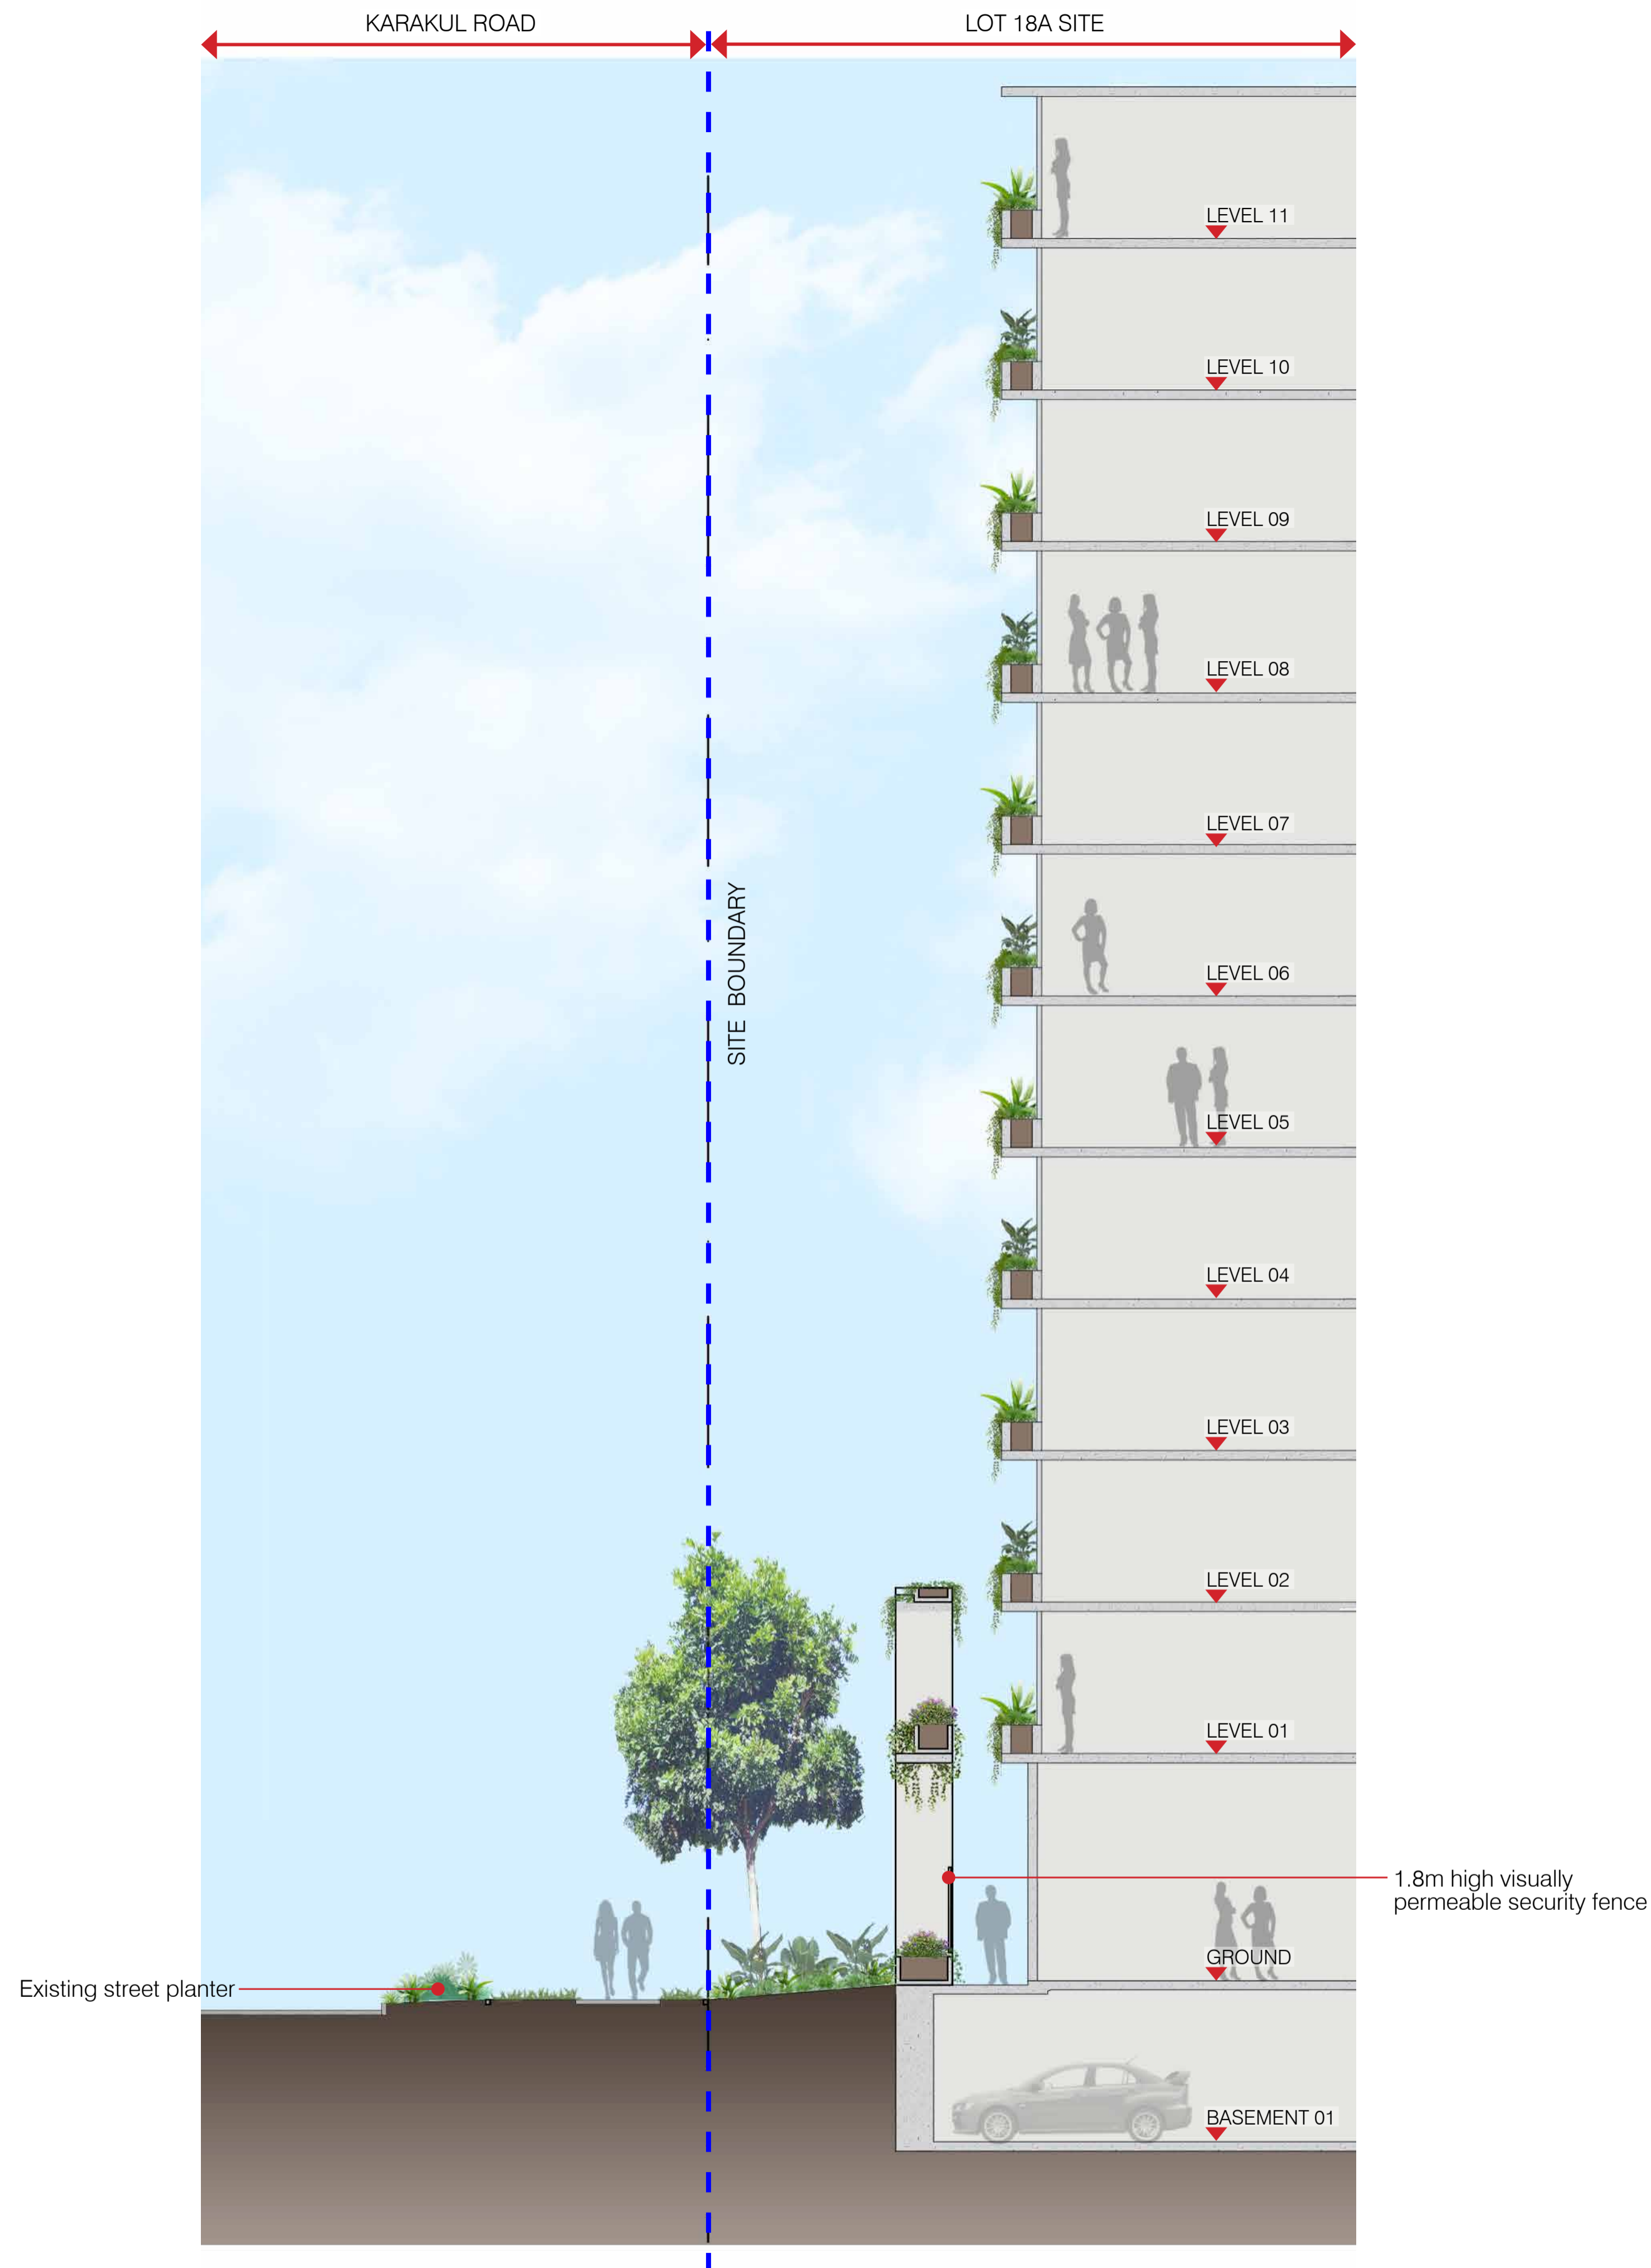 KARAKUL ROAD
LOT 18A SITE
LEVEL 11
LEVEL 10
LEVEL 09
LEVEL 08
LEVEL 07
SITE BOUNDARY
LEVEL 06
LEVEL 05
LEVEL 04
LEVEL 03
LEVEL 02
LEVEL 01
1.8m high visually
permeable security fence
GROUND
Existing street planter
BASEMENT 01